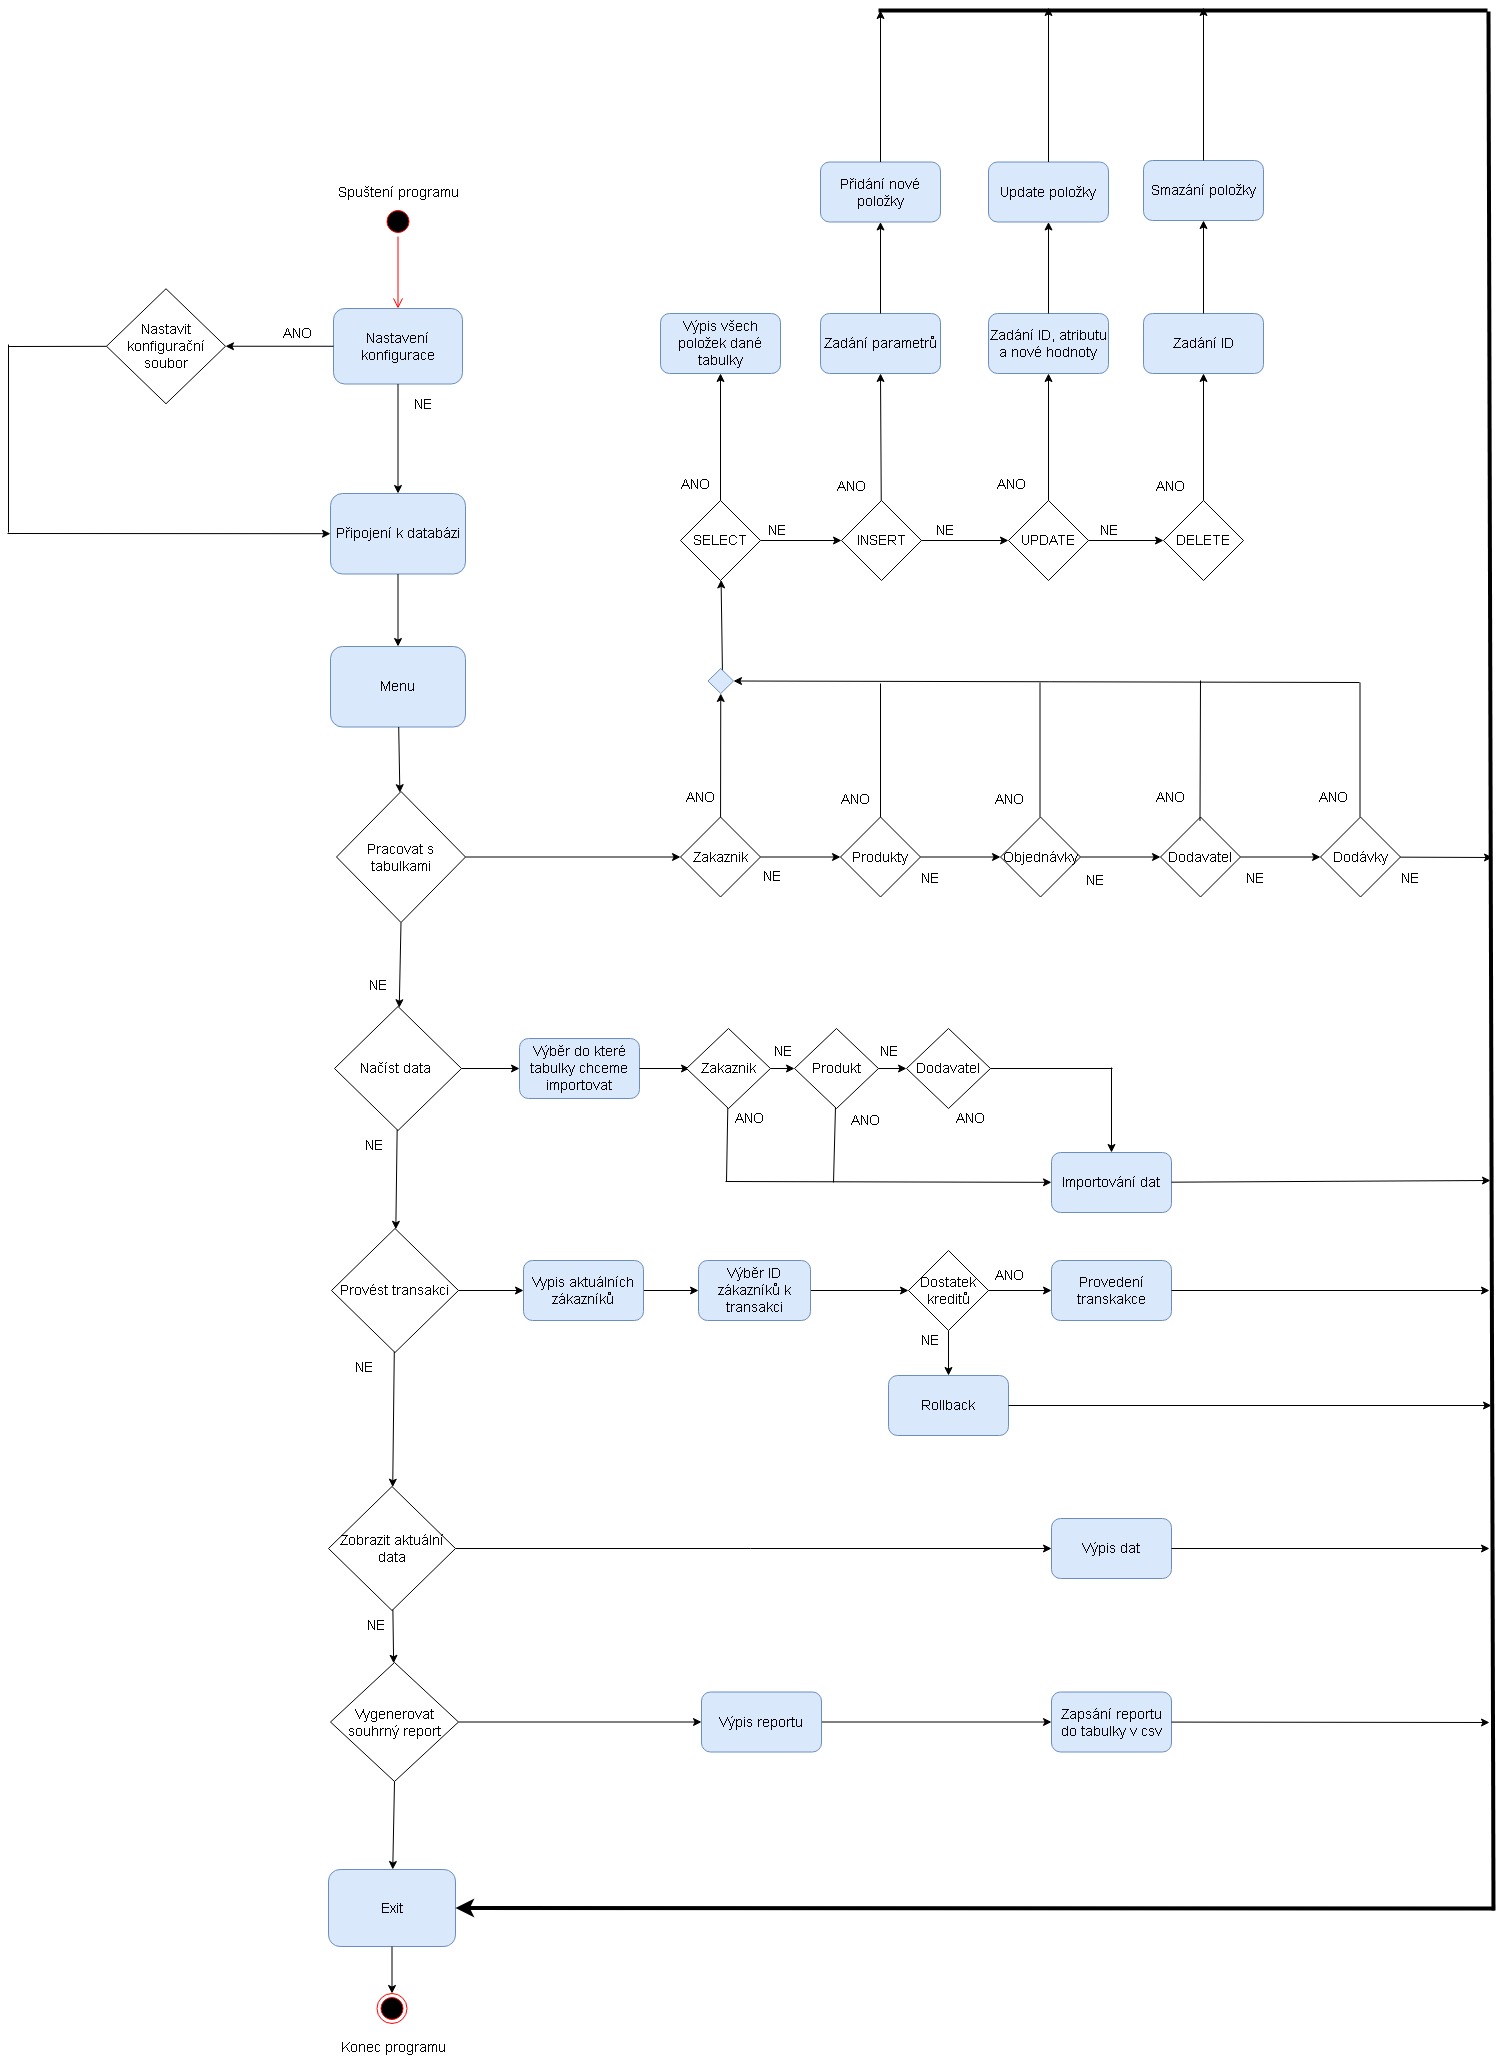 Spuštení programu
Nastavit
konfigurační
soubor
ANO
Nastavení
konfigurace
NE
Připojení k databázi
Menu
Přidání nové
položky
Update položky
Smazání položky
Výpis všech
položek dané
tabulky
Zadání parametrů
Zadání ID, atributu
a nové hodnoty
Zadání ID
ANO
ANO
ANO
ANO
SELECT
NE
INSERT
NE
UPDATE
NE
DELETE
ANO
ANO
ANO
ANO
ANO
Pracovat s
tabulkami
Zakaznik
NE
Produkty
NE
Objednávky
NE
Dodavatel
NE
Dodávky
NE
NE
Načíst data
Výběr do které
tabulky chceme
importovat
Zakaznik
NE
Produkt
NE
Dodavatel
ANO
ANO
ANO
NE
Importování dat
Provést transakci
Vypis aktuálních
zákazníků
Výběr ID
zákazníků k
transakci
Dostatek
kreditů
ANO
Provedení
transkakce
NE
NE
Rollback
Zobrazit aktuální
data
Výpis dat
NE
Vygenerovat
souhrný report
Výpis reportu
Zapsání reportu
do tabulky v csv
Exit
Konec programu